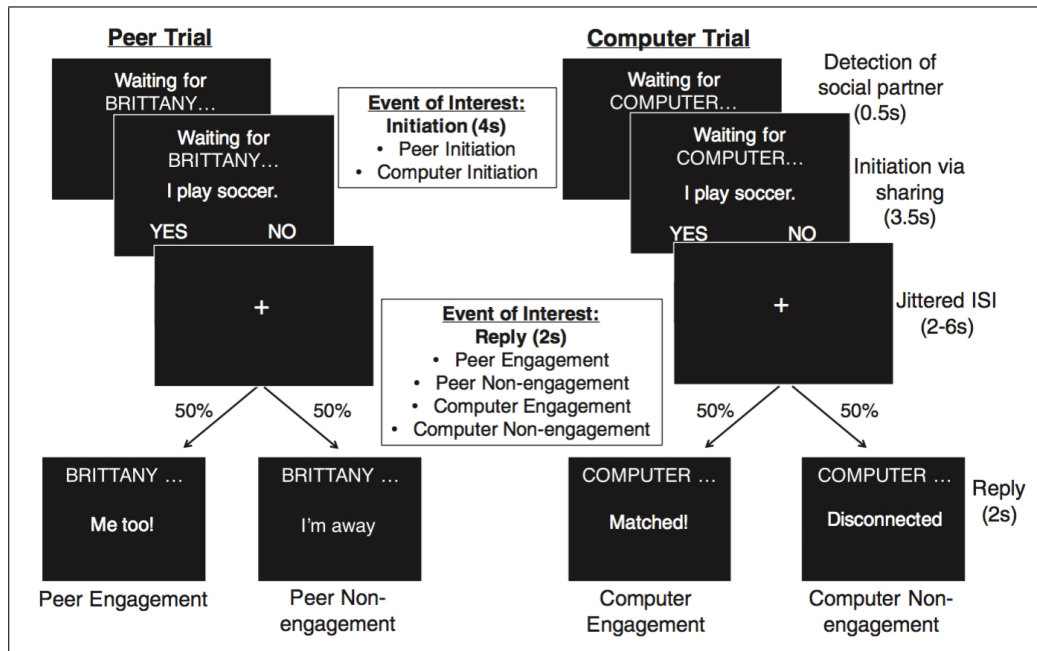 Peer Trial
Waiting for
BRITTANY…
Waiting for
BRITTANY…
I play soccer.
YES NO
+
50% 50%
BRITTANY …
Me too!
Peer Engagement
BRITTANY …
I'm away
Peer Non-
engagement
Event of Interest:
Initiation (4s)
• Peer Initiation
• Computer Initiation
Event of Interest:
Reply (2s)
• Peer Engagement
• Peer Non-engagement
• Computer Engagement
• Computer Non-engagement
Computer Trial
Waiting for
COMPUTER…
Waiting for
COMPUTER…
I play soccer.
YES NO
+
50% 50%
COMPUTER …
Matched!
Computer
Engagement
COMPUTER …
Disconnected
Computer Non-
engagement
Detection of
social partner
(0.5s)
Initiation via
sharing
(3.5s)
Jittered ISI
(2-6s)
Reply
(2s)